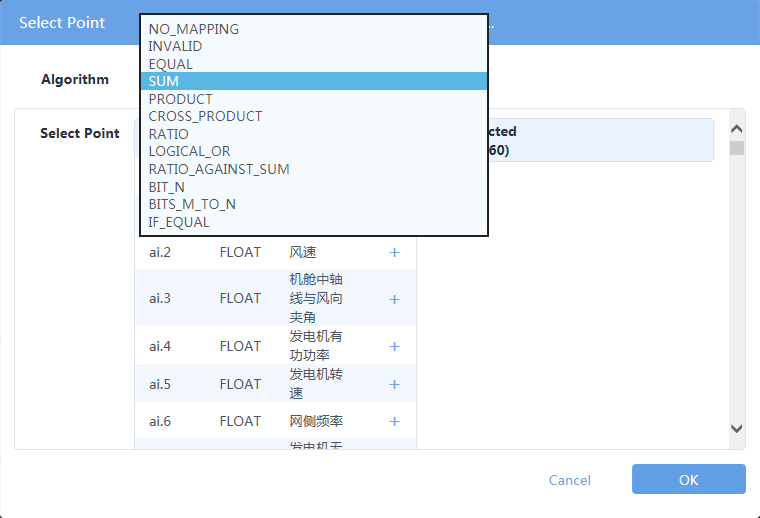 Select Point
..
Algorithm
NO_MAPPING
INVALID
EQUAL
SUM
PRODUCT
CROSS_PRODUCT
RATIO
LOGICAL_OR
RATIO_AGAINST_SUM
BIT_N
BITS_M_TO_N
IF_EQUAL
Select Point
cted
60)
ai.2 FLOAT 风速 +
ai.3 FLOAT 机舱中轴
线与风向
夹角 +
ai.4 FLOAT 发电机有
功功率 +
ai.5 FLOAT 发电机转
速 +
ai.6 FLOAT 网侧频率 +
发电机无
Cancel OK